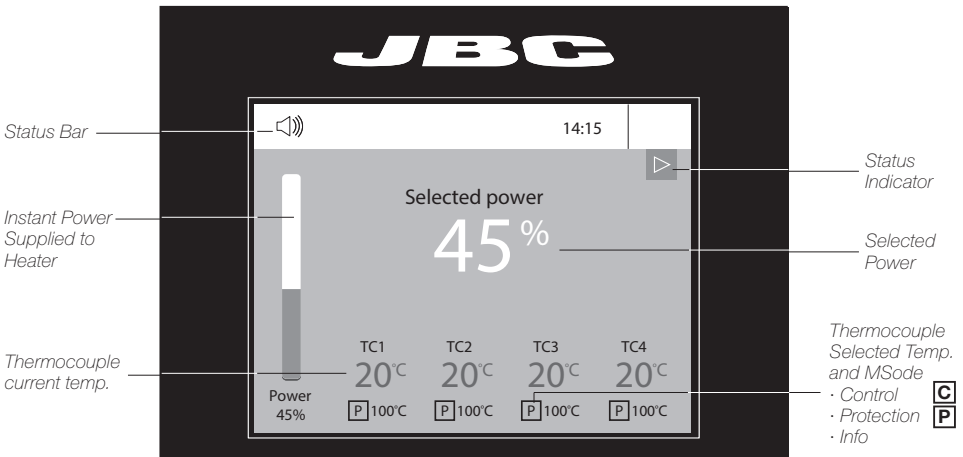 JBC
Status Bar
14:15
Status
Indicator
Instant Power
Supplied to
Heater
Selected power
45%
Selected
Power
Thermocouple
current temp.
TC1 TC2 TC3 TC4
20°C 20°C 20°C 20°C
P 100°C P 100°C P 100°C P 100°C
Power
45%
Thermocouple
Selected Temp.
and MSode
· Control C
· Protection P
· Info